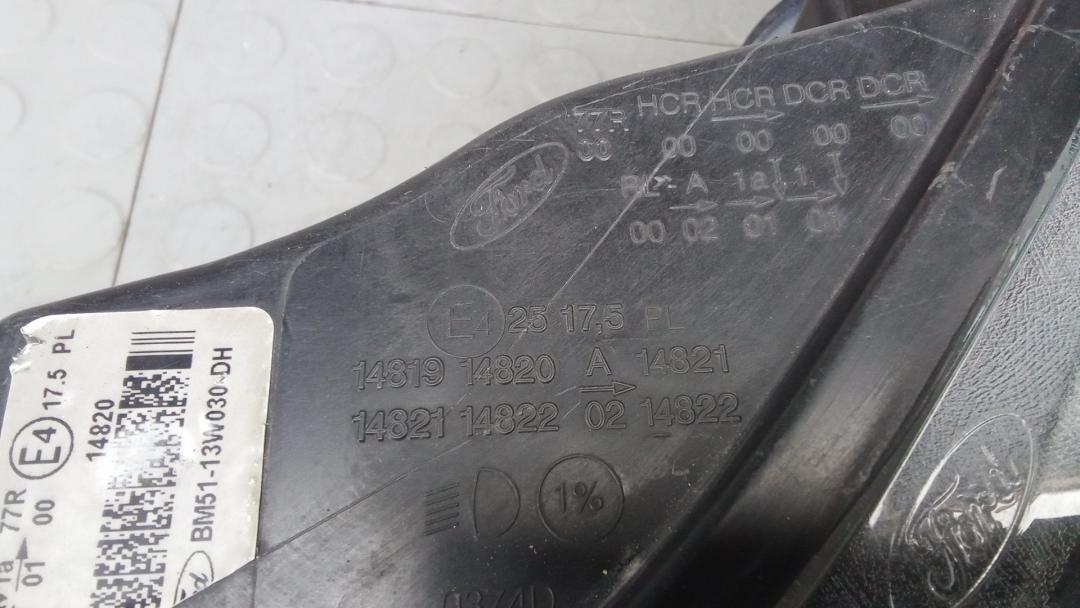 77R HCR HCR DCR DCR
00 00 00 00 00
Ford
A 1a 1
00 02 01 01
E4 25 17,5 PL
14819 14820 A 14821
14821 14822 02 14822
1%
E4 17.5 PL
14820
BM51-13W030-DH
77R
01 00
Ford